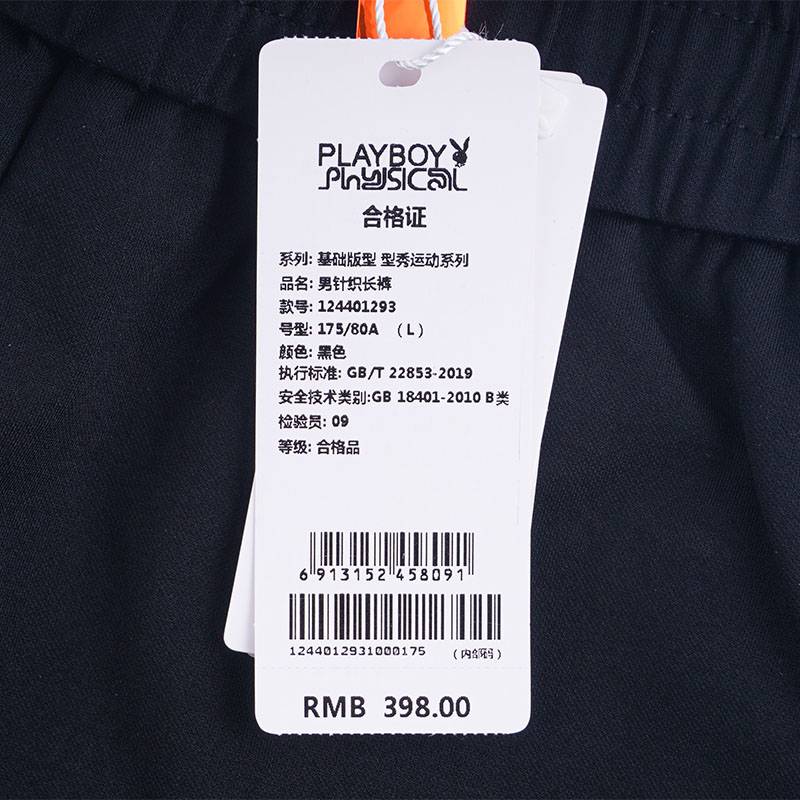 PLAYBOY
PhySICAL
合格证
系列: 基础版型 型秀运动系列
品名: 男针织长裤
款号: 124401293
号型: 175/80A （L）
颜色: 黑色
执行标准: GB/T 22853-2019
安全技术类别:GB 18401-2010 B类
检验员: 09
等级: 合格品
6 913152 458091
1244012931000175 （内部码）
RMB 398.00